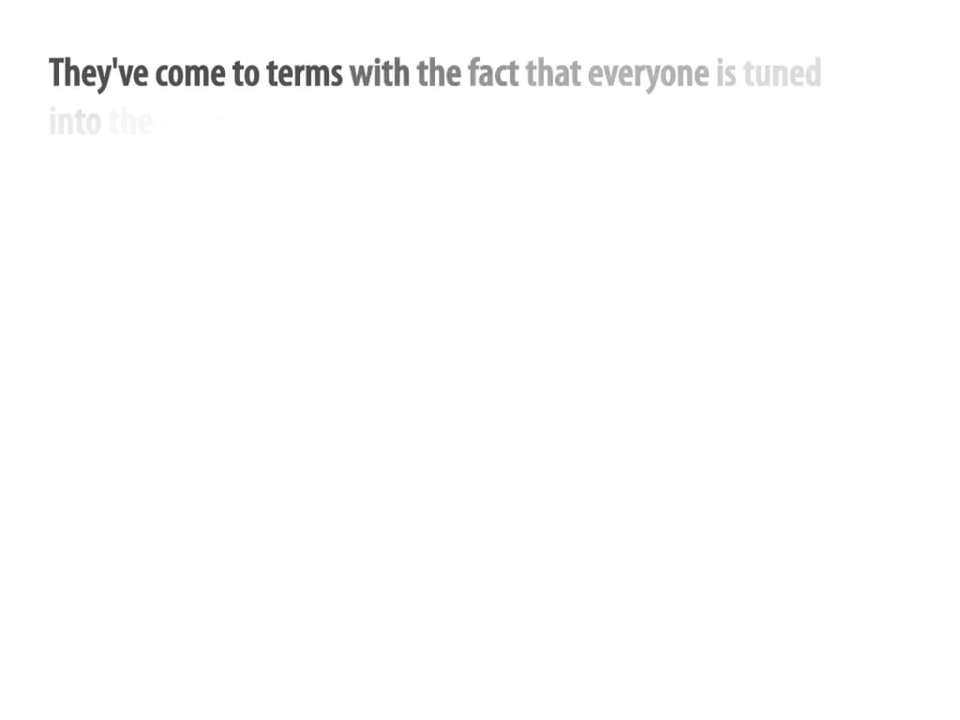 They've come to terms with the fact that everyone is tuned
into the